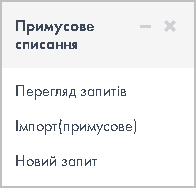 Примусове
списання
Перегляд запитів
Імпорт(примусове)
Новий запит